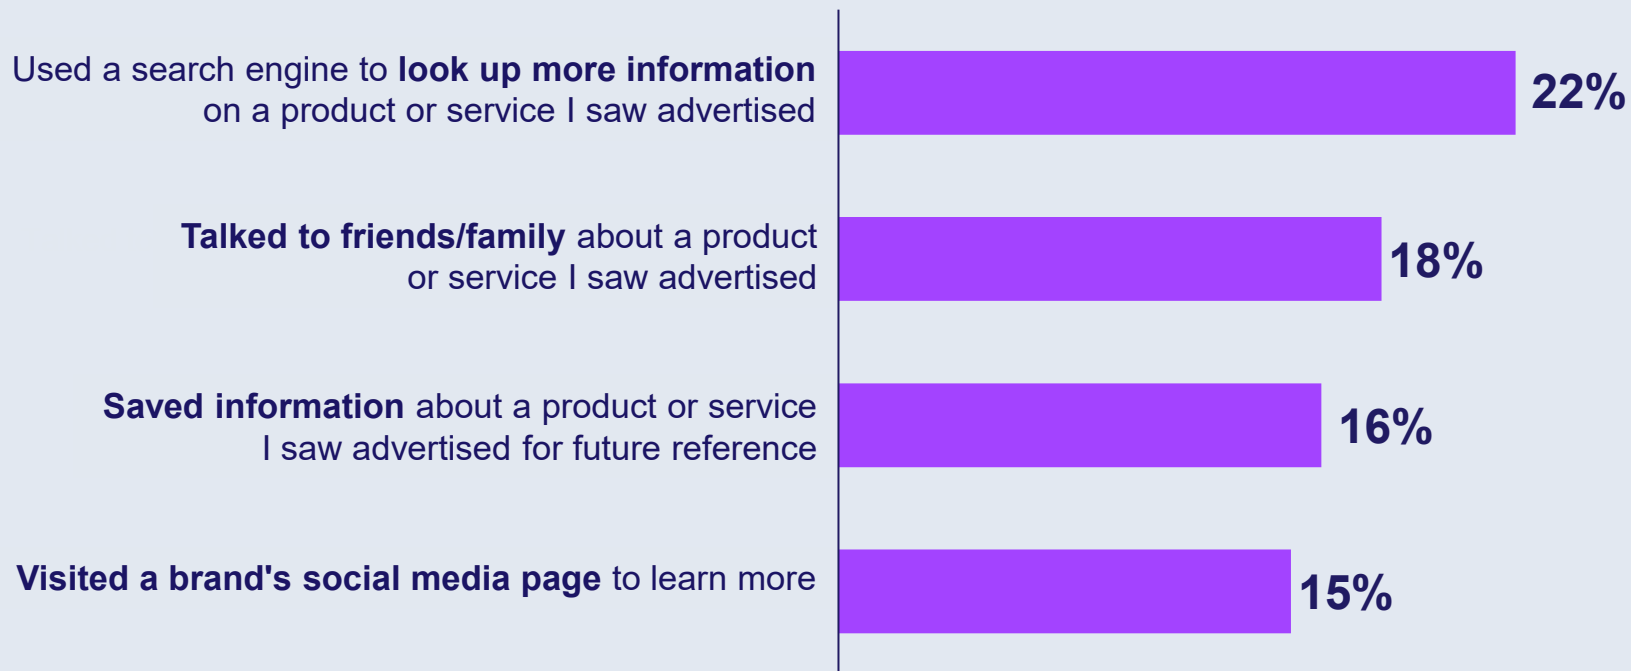 Used a search engine to look up more information
on a product or service I saw advertised
22%
Talked to friends/family about a product
or service I saw advertised
18%
Saved information about a product or service
I saw advertised for future reference
16%
Visited a brand's social media page to learn more
15%